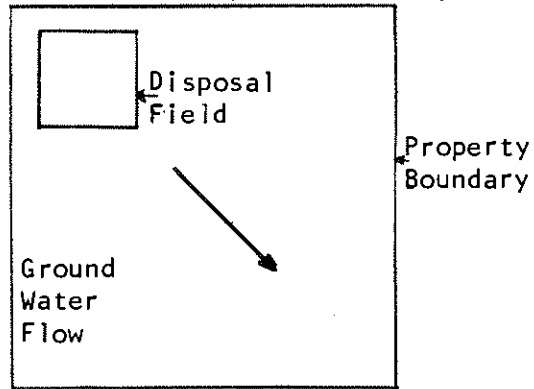 Disposal
Field
Property
Boundary
Ground
Water
Flow